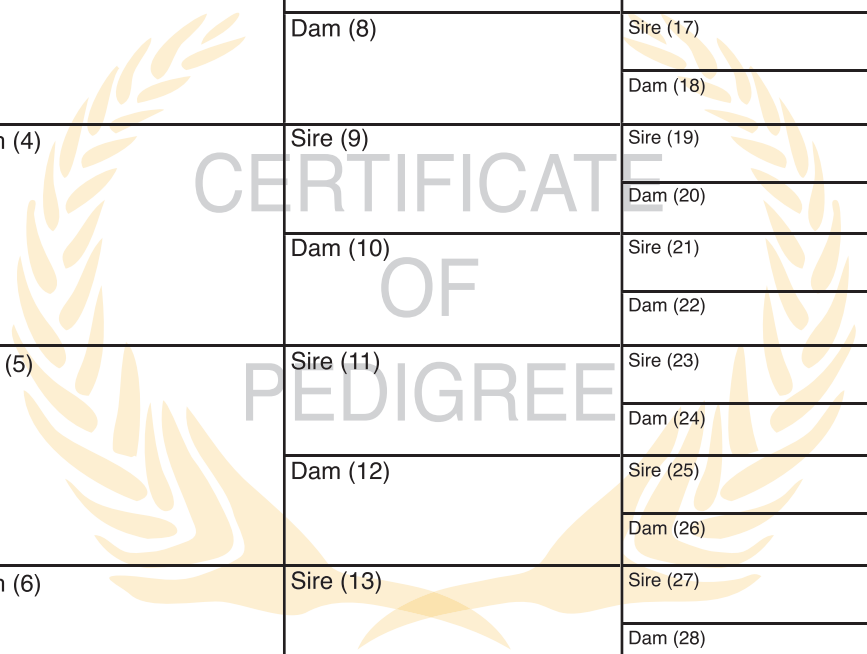 Dam (8)
Sire (17)
Dam (18)
(4)
Sire (9)
Sire (19)
CERTIFICATE
Dam (20)
Dam (10)
Sire (21)
OF
Dam (22)
(5)
Sire (11)
Sire (23)
PEDIGREE
Dam (24)
Dam (12)
Sire (25)
Dam (26)
(6)
Sire (13)
Sire (27)
Dam (28)